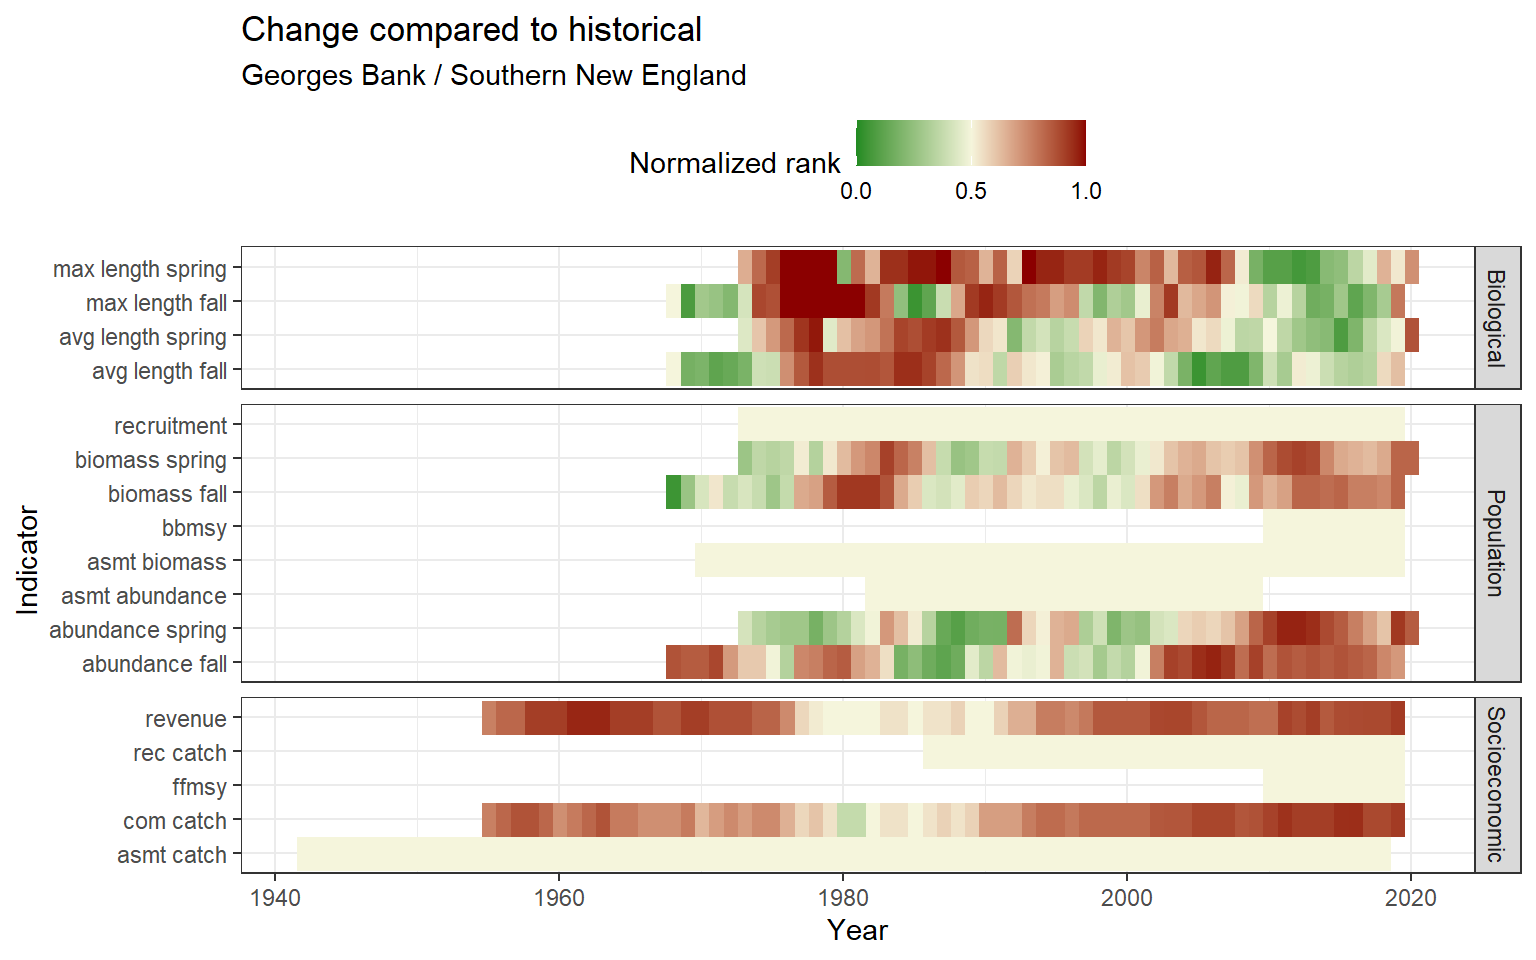 Change compared to historical
Georges Bank / Southern New England
Normalized rank
0.0 0.5 1.0
max length spring
max length fall
avg length spring
avg length fall
Biological
recruitment
biomass spring
biomass fall
bbmsy
asmt biomass
asmt abundance
abundance spring
abundance fall
Population
revenue
rec catch
ffmsy
com catch
asmt catch
Socioeconomic
Indicator
1940 1960 1980 2000 2020
Year